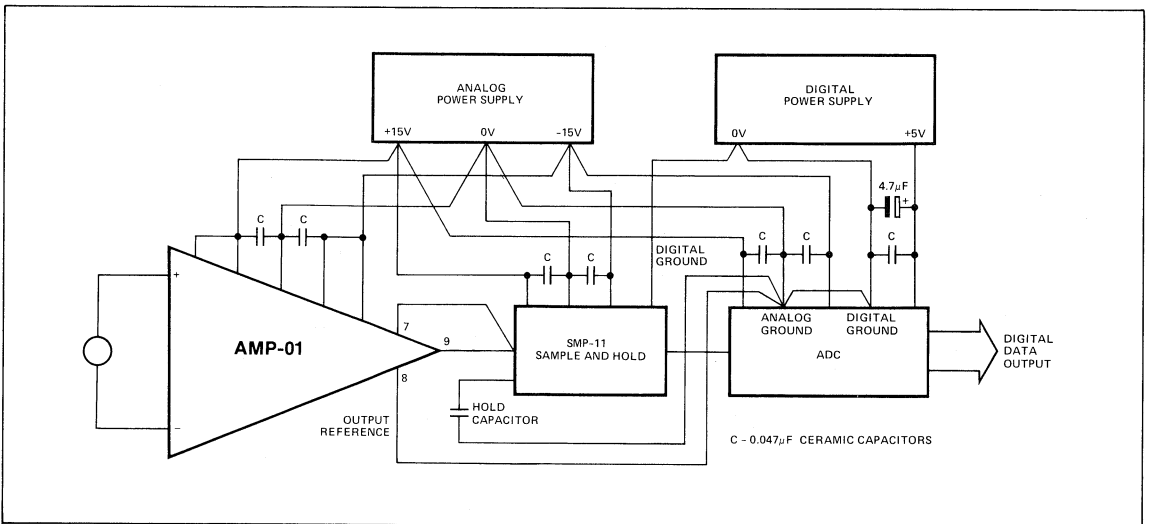 ANALOG
POWER SUPPLY
+15V 0V -15V
DIGITAL
POWER SUPPLY
0V +5V
4.7μF
+
C C
C C
DIGITAL
GROUND
C C
C
+
−
AMP-01
7
9
8
OUTPUT
REFERENCE
SMP-11
SAMPLE AND HOLD
HOLD
CAPACITOR
ANALOG
GROUND
DIGITAL
GROUND
ADC
DIGITAL
DATA
OUTPUT
C – 0.047μF CERAMIC CAPACITORS